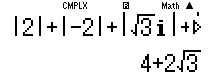 CMPLX R Math ▲
|2|+|-2|+|√3i|+▶
4+2√3